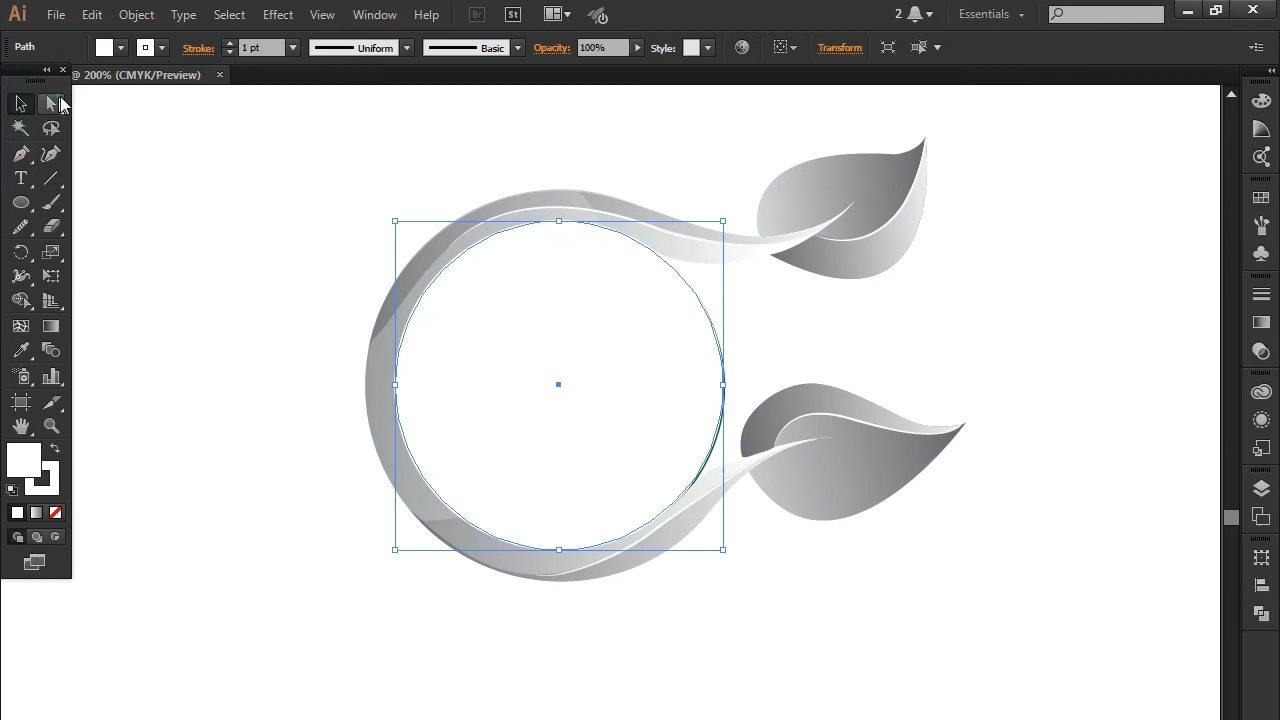 Ai File Edit Object Type Select Effect View Window Help Br St 2 Essentials
Path Stroke: 1 pt Uniform Basic Opacity: 100% Style: Transform
@ 200% (CMYK/Preview) ×
T